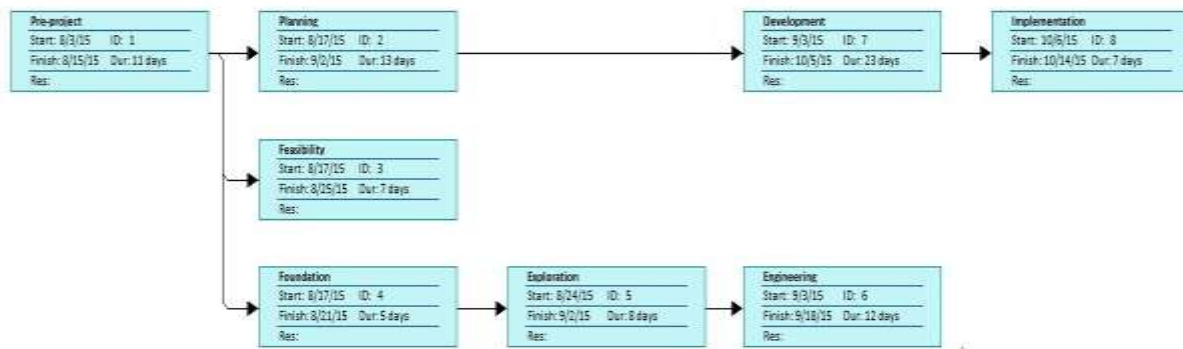 Pre-project
Start: 8/3/15 ID: 1
Finish: 8/15/15 Dur: 11 days
Res:
Planning
Start: 8/17/15 ID: 2
Finish: 9/2/15 Dur: 13 days
Res:
Development
Start: 9/3/15 ID: 7
Finish: 10/5/15 Dur: 23 days
Res:
Implementation
Start: 10/6/15 ID: 8
Finish: 10/14/15 Dur: 7 days
Res:
Feasibility
Start: 8/17/15 ID: 3
Finish: 8/25/15 Dur: 7 days
Res:
Foundation
Start: 8/17/15 ID: 4
Finish: 8/21/15 Dur: 5 days
Res:
Exploration
Start: 8/24/15 ID: 5
Finish: 9/2/15 Dur: 8 days
Res:
Engineering
Start: 9/3/15 ID: 6
Finish: 9/18/15 Dur: 12 days
Res: